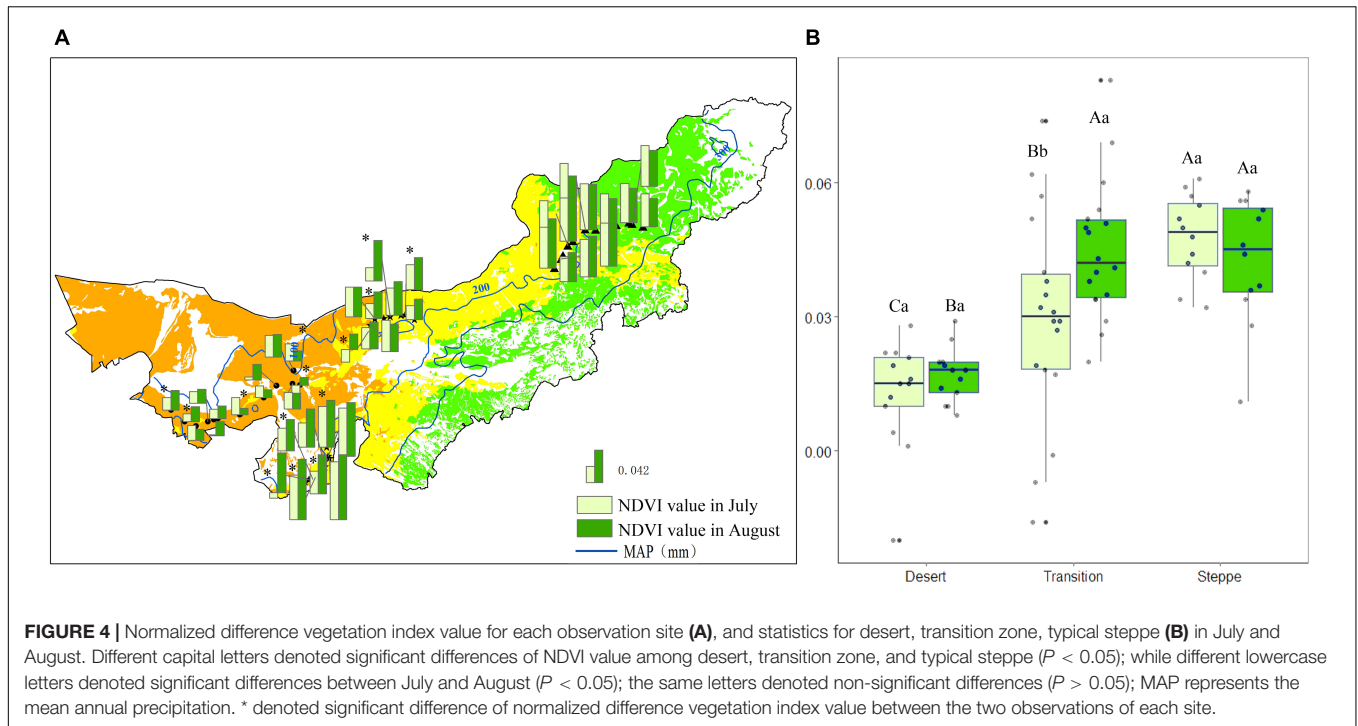 A
B
300
200
100
*
*
*
*
*
*
*
*
*
*
*
*
*
*
0.042
NDVI value in July
NDVI value in August
MAP (mm)
0.06
0.03
0.00
Ca
Ba
Bb
Aa
Aa
Aa
Desert
Transition
Steppe
FIGURE 4 | Normalized difference vegetation index value for each observation site (A), and statistics for desert, transition zone, typical steppe (B) in July and
August. Different capital letters denoted significant differences of NDVI value among desert, transition zone, and typical steppe (P < 0.05); while different lowercase
letters denoted significant differences between July and August (P < 0.05); the same letters denoted non-significant differences (P > 0.05); MAP represents the
mean annual precipitation. * denoted significant difference of normalized difference vegetation index value between the two observations of each site.